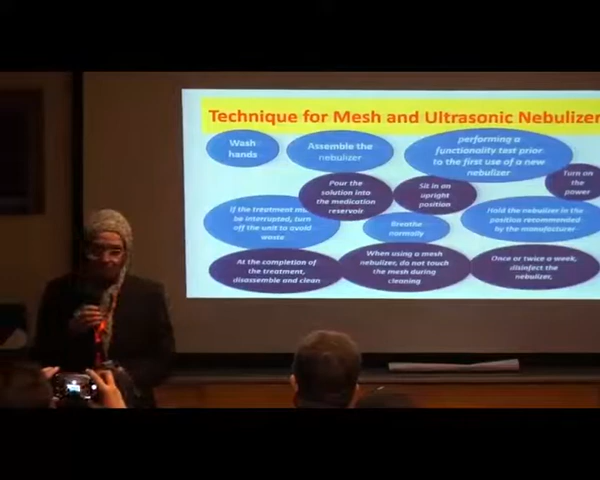 Technique for Mesh and Ultrasonic Nebulizer
Wash
hands
Assemble the
nebulizer
performing a
functionality test prior
to the first use of a new
nebulizer
Turn on
the
power
Pour the
solution into
the medication
reservoir
Sit in an
upright
position
If the treatment
be interrupted, turn
off the unit to avoid
waste
Breathe
normally
Hold the nebulizer in the
position recommended
by the manufacturer
At the completion of
the treatment,
disassemble and clean
When using a mesh
nebulizer, do not touch
the mesh during
cleaning
Once or twice a week,
disinfect the
nebulizer,